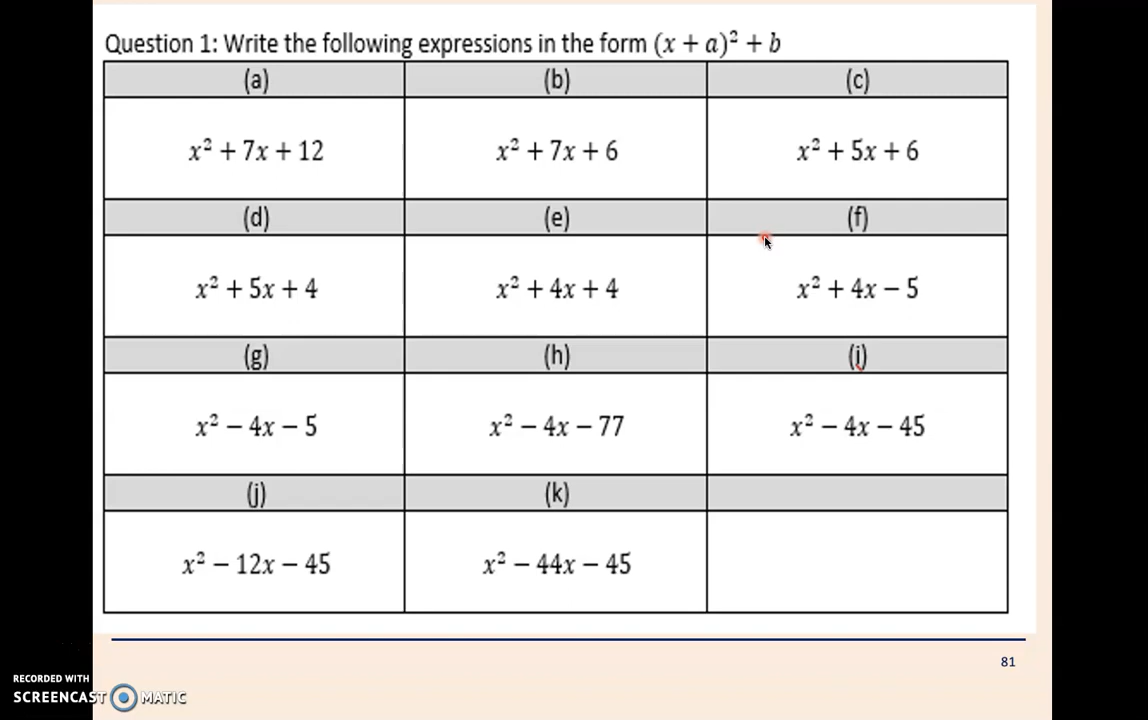 Question 1: Write the following expressions in the form (x + a)² + b
(a) (b) (c)
x² + 7x + 12 x² + 7x + 6 x² + 5x + 6
(d) (e) (f)
x² + 5x + 4 x² + 4x + 4 x² + 4x − 5
(g) (h) (i)
x² − 4x − 5 x² − 4x − 77 x² − 4x − 45
(j) (k)
x² − 12x − 45 x² − 44x − 45
81
RECORDED WITH
SCREENCAST MATIC